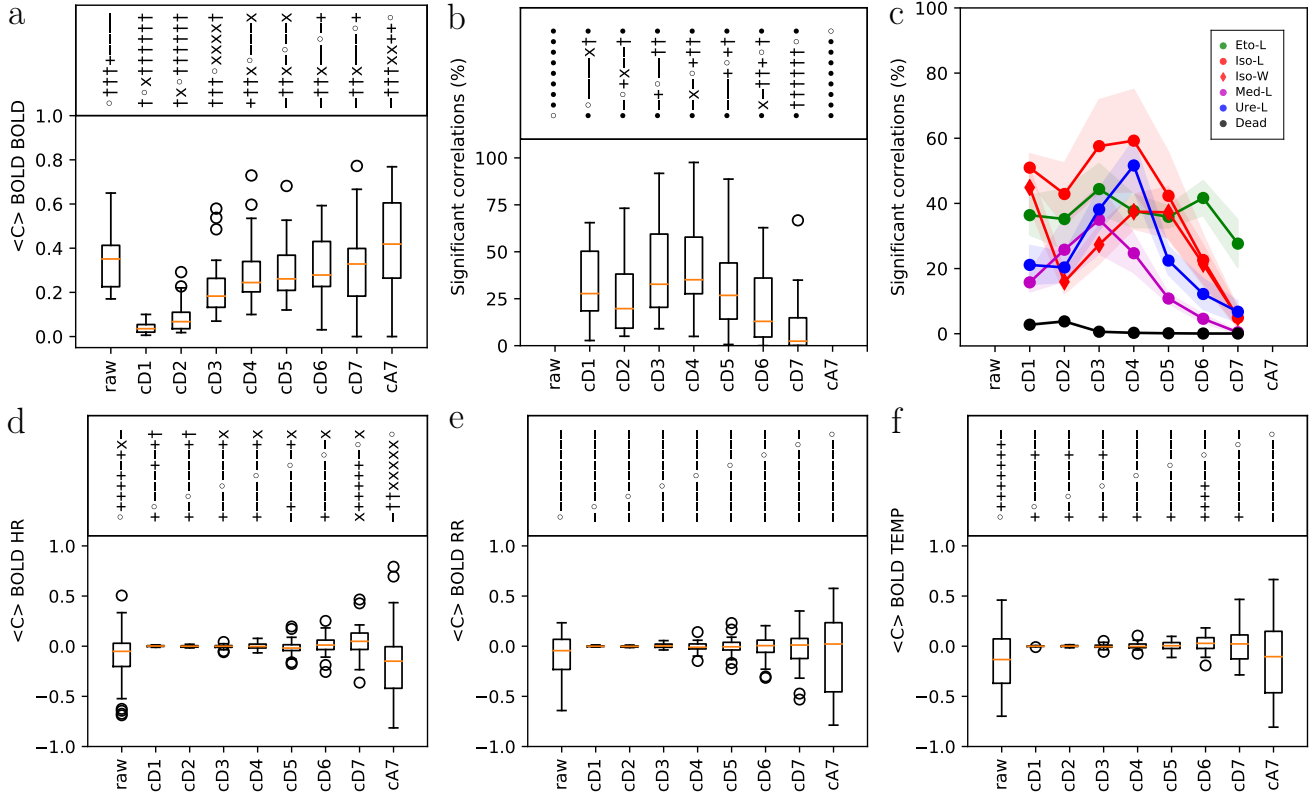 a
<C> BOLD BOLD
1.0
0.8
0.6
0.4
0.2
0.0
raw
cD1
cD2
cD3
cD4
cD5
cD6
cD7
cA7
b
Significant correlations (%)
100
75
50
25
0
raw
cD1
cD2
cD3
cD4
cD5
cD6
cD7
cA7
c
Significant correlations (%)
100
80
60
40
20
0
Eto-L
Iso-L
Iso-W
Med-L
Ure-L
Dead
raw
cD1
cD2
cD3
cD4
cD5
cD6
cD7
cA7
d
<C> BOLD HR
1.0
0.5
0.0
−0.5
−1.0
raw
cD1
cD2
cD3
cD4
cD5
cD6
cD7
cA7
e
<C> BOLD RR
1.0
0.5
0.0
−0.5
−1.0
raw
cD1
cD2
cD3
cD4
cD5
cD6
cD7
cA7
f
<C> BOLD TEMP
1.0
0.5
0.0
−0.5
−1.0
raw
cD1
cD2
cD3
cD4
cD5
cD6
cD7
cA7